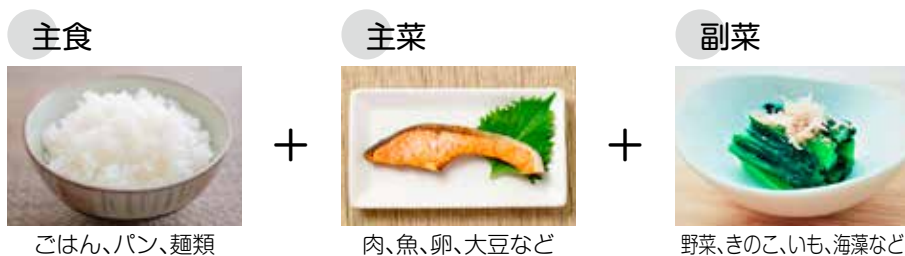 主食
主菜
副菜
+
+
ごはん、パン、麺類
肉、魚、卵、大豆など
野菜、きのこ、いも、海藻など